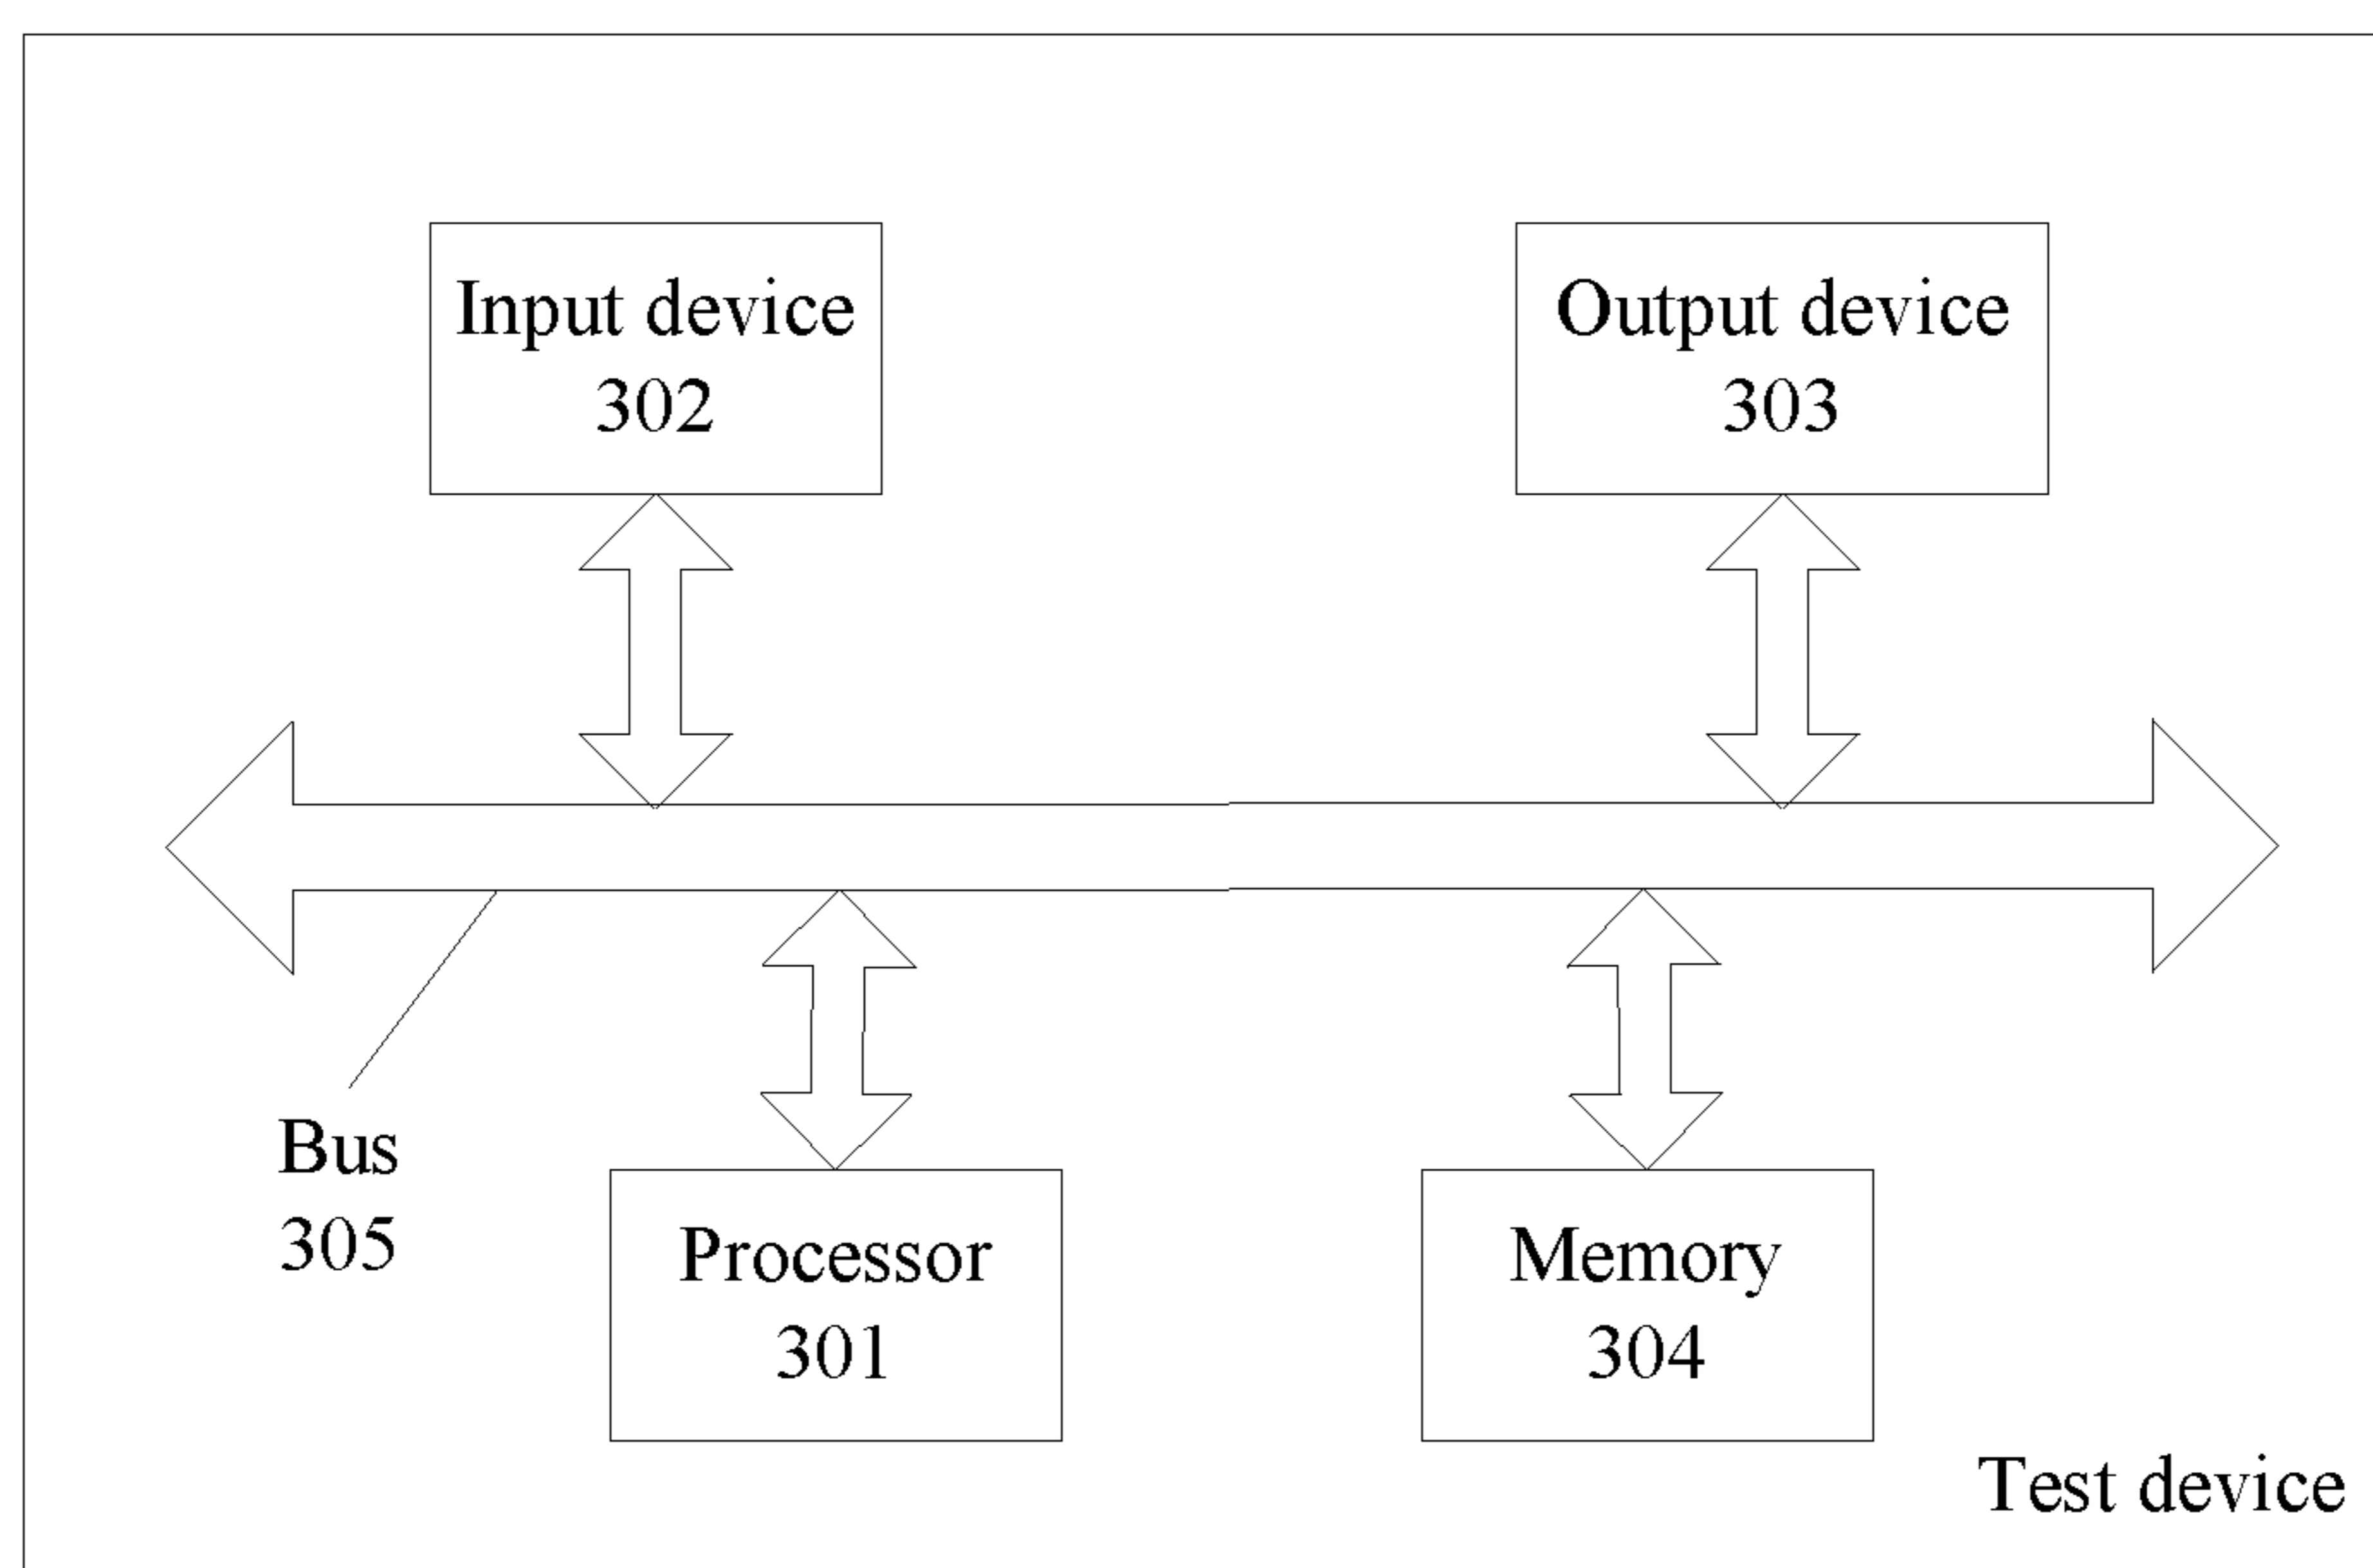 Input device
302
Output device
303
Bus
305
Processor
301
Memory
304
Test device